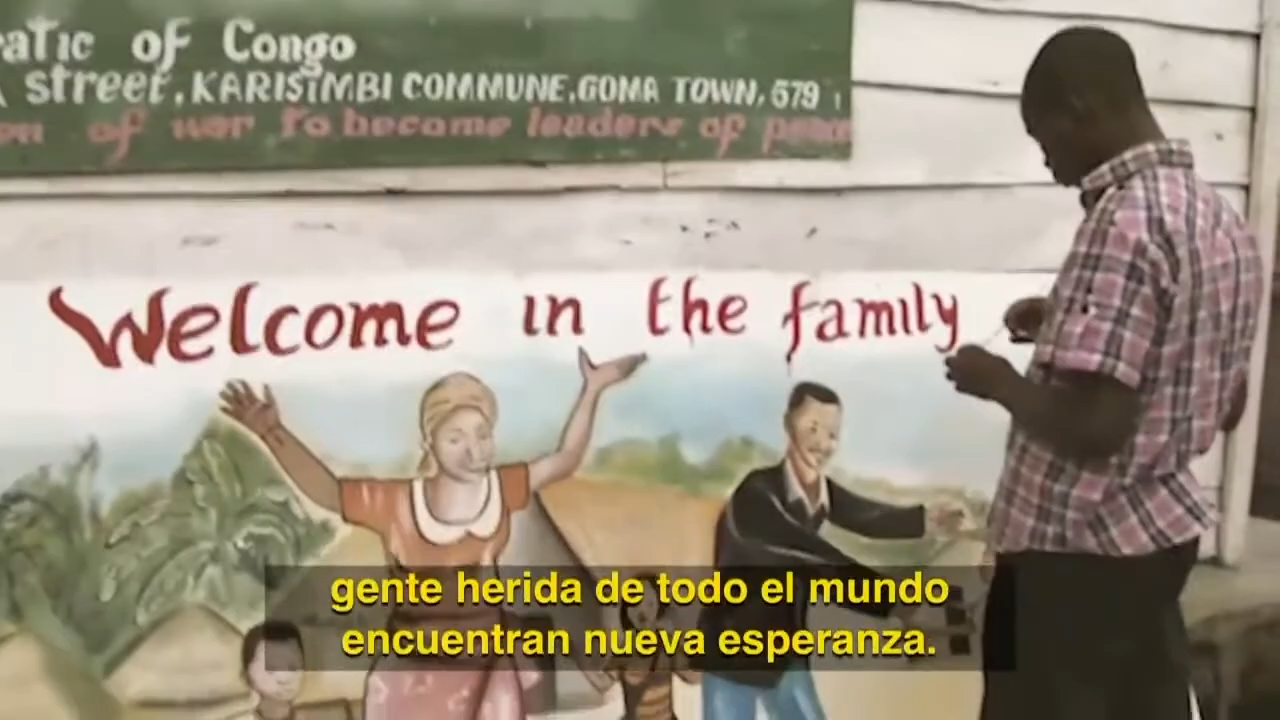 of Congo
street, KARISIMBI COMMUNE, GOMA TOWN, 579
of war to become leaders of
Welcome in the family
gente herida de todo el mundo
encuentran nueva esperanza.